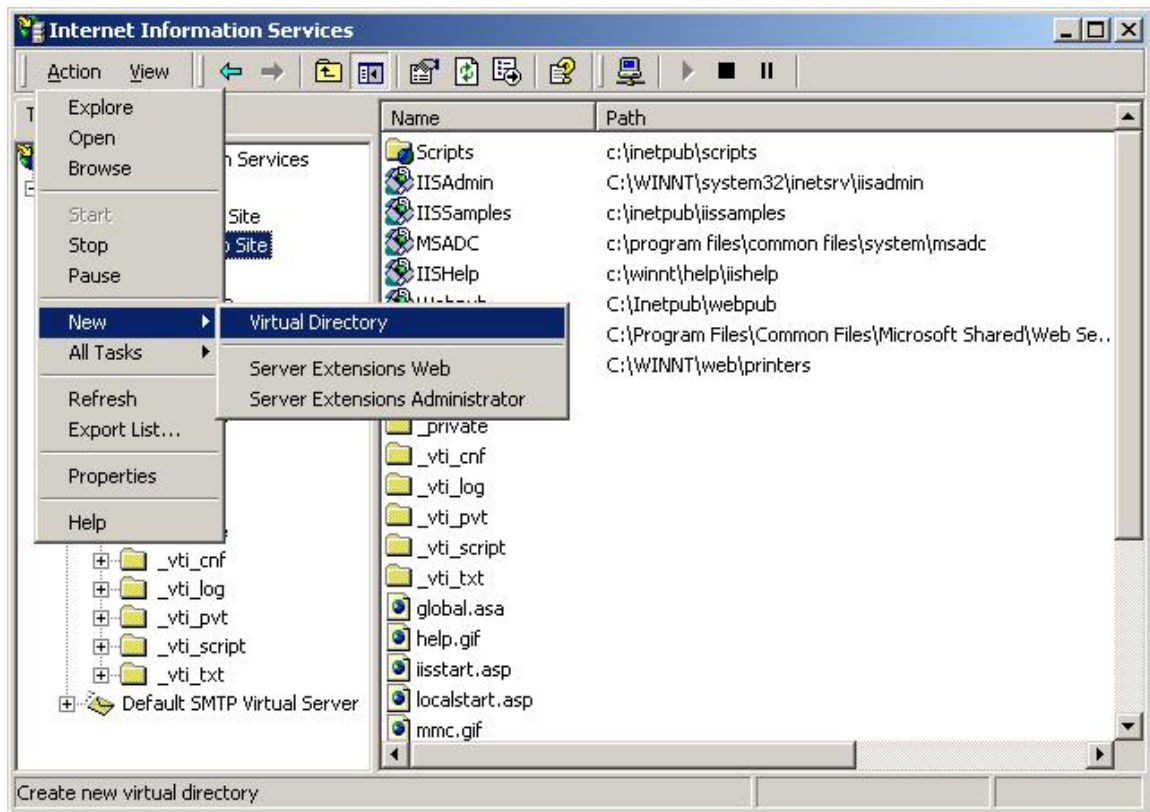 Internet Information Services
Action View
Explore
Open
Browse
Start
Stop
Pause
New
All Tasks
Refresh
Export List...
Properties
Help
Virtual Directory
Server Extensions Web
Server Extensions Administrator
Services
Site
Site
_vti_cnf
_vti_log
_vti_pvt
_vti_script
_vti_txt
Default SMTP Virtual Server
Name Path
Scripts c:\inetpub\scripts
IISAdmin C:\WINNT\system32\inetsrv\iisadmin
IISSamples c:\inetpub\iissamples
MSADC c:\program files\common files\system\msadc
IISHelp c:\winnt\help\iishelp
Webpub C:\Inetpub\webpub
C:\Program Files\Common Files\Microsoft Shared\Web Se..
C:\WINNT\web\printers
_private
_vti_cnf
_vti_log
_vti_pvt
_vti_script
_vti_txt
global.asa
help.gif
iisstart.asp
localstart.asp
mmc.gif
Create new virtual directory